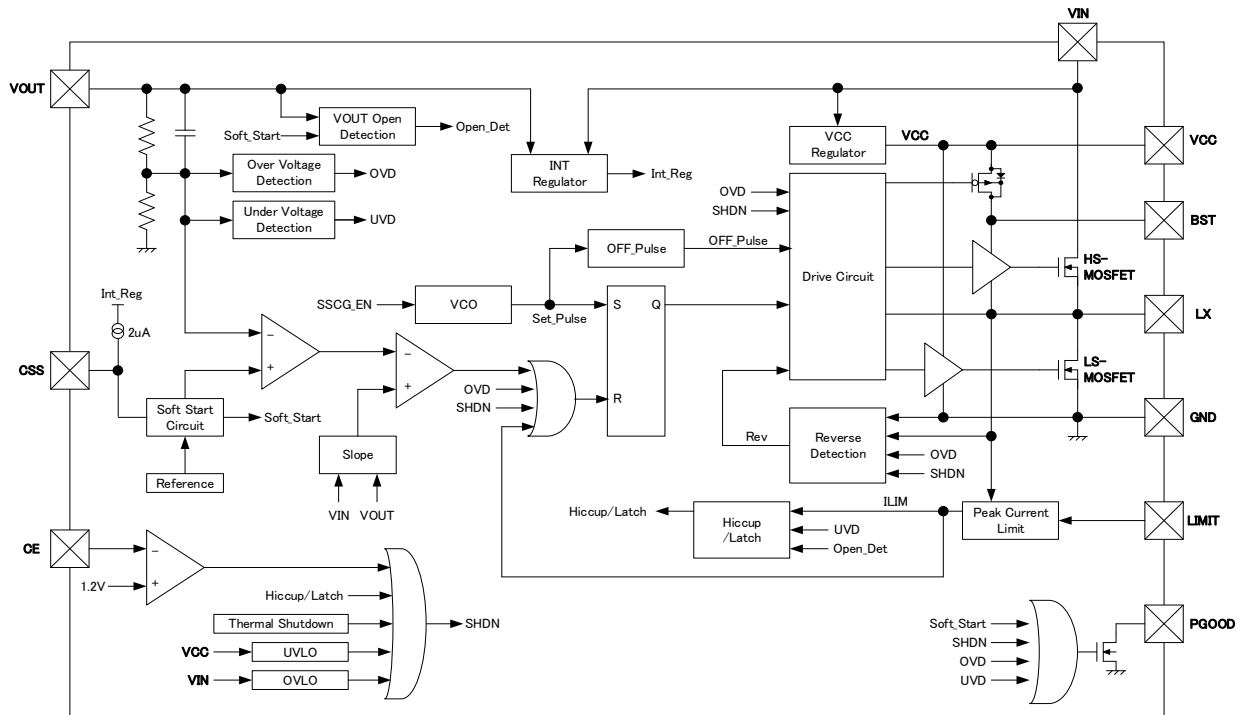 VIN
VOUT
VOUT Open
Detection
Soft_Start
Open_Det
VCC
Regulator
VCC
VCC
Over Voltage
Detection
OVD
INT
Regulator
Int_Reg
Under Voltage
Detection
UVD
OVD
SHDN
BST
OFF_Pulse
OFF_Pulse
Drive Circuit
HS-
MOSFET
Int_Reg
2uA
SSCG_EN
VCO
Set_Pulse
S
Q
R
LX
−
+
−
+
CSS
OVD
SHDN
LS-
MOSFET
Soft Start
Circuit
Soft_Start
GND
Rev
Reverse
Detection
OVD
SHDN
Slope
Reference
VIN
VOUT
Hiccup/Latch
Hiccup
/Latch
ILIM
UVD
Open_Det
Peak Current
Limit
LIMIT
CE
−
+
1.2V
Hiccup/Latch
Thermal Shutdown
SHDN
VCC
UVLO
VIN
OVLO
Soft_Start
SHDN
OVD
UVD
PGOOD